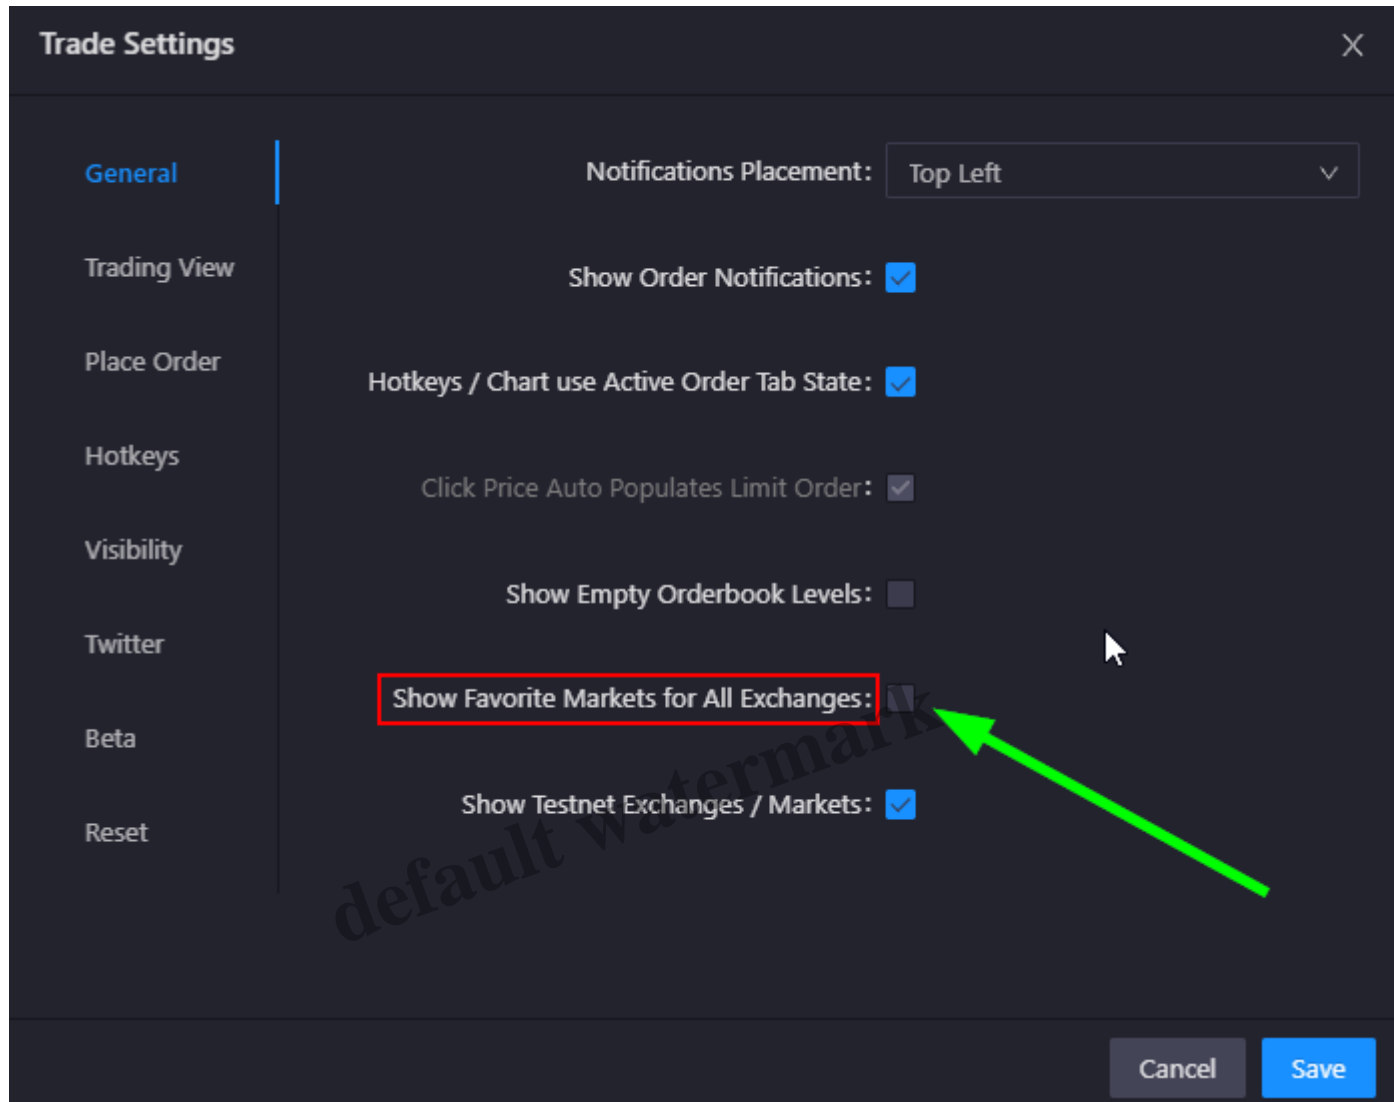 Trade Settings
General
Trading View
Place Order
Hotkeys
Visibility
Twitter
Beta
Reset
Notifications Placement: Top Left
Show Order Notifications:
Hotkeys / Chart use Active Order Tab State:
Click Price Auto Populates Limit Order:
Show Empty Orderbook Levels:
Show Favorite Markets for All Exchanges:
Show Testnet Exchanges / Markets:
default watermark
Cancel Save